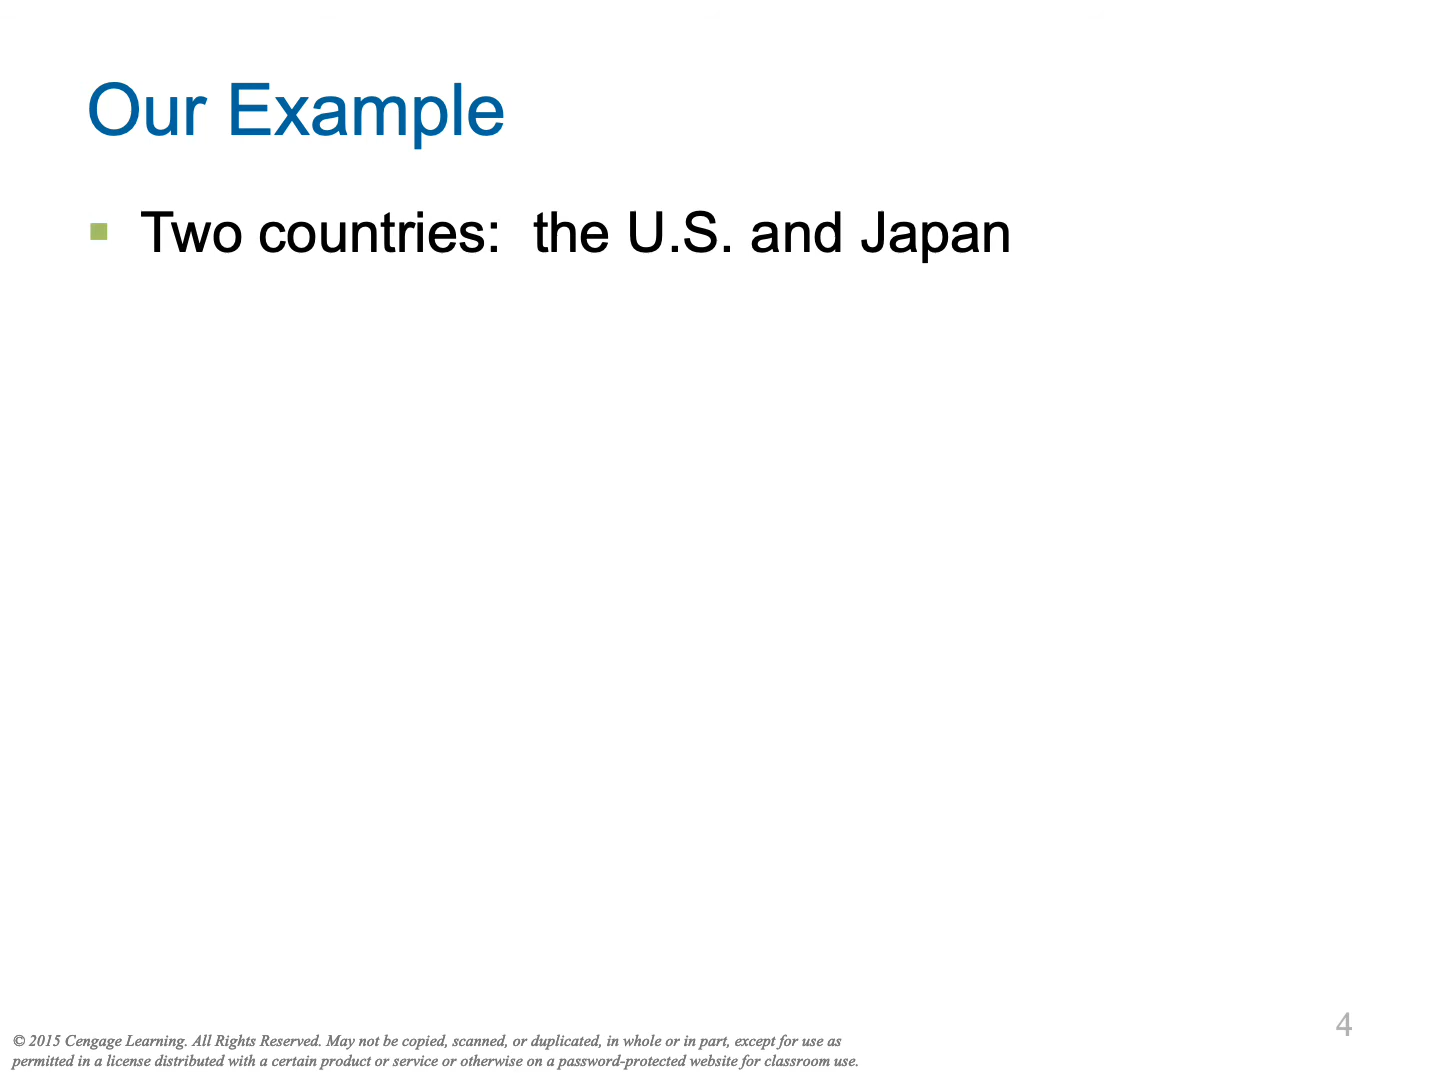 Our Example
Two countries:  the U.S. and Japan
4
© 2015 Cengage Learning. All Rights Reserved. May not be copied, scanned, or duplicated, in whole or in part, except for use as
permitted in a license distributed with a certain product or service or otherwise on a password-protected website for classroom use.